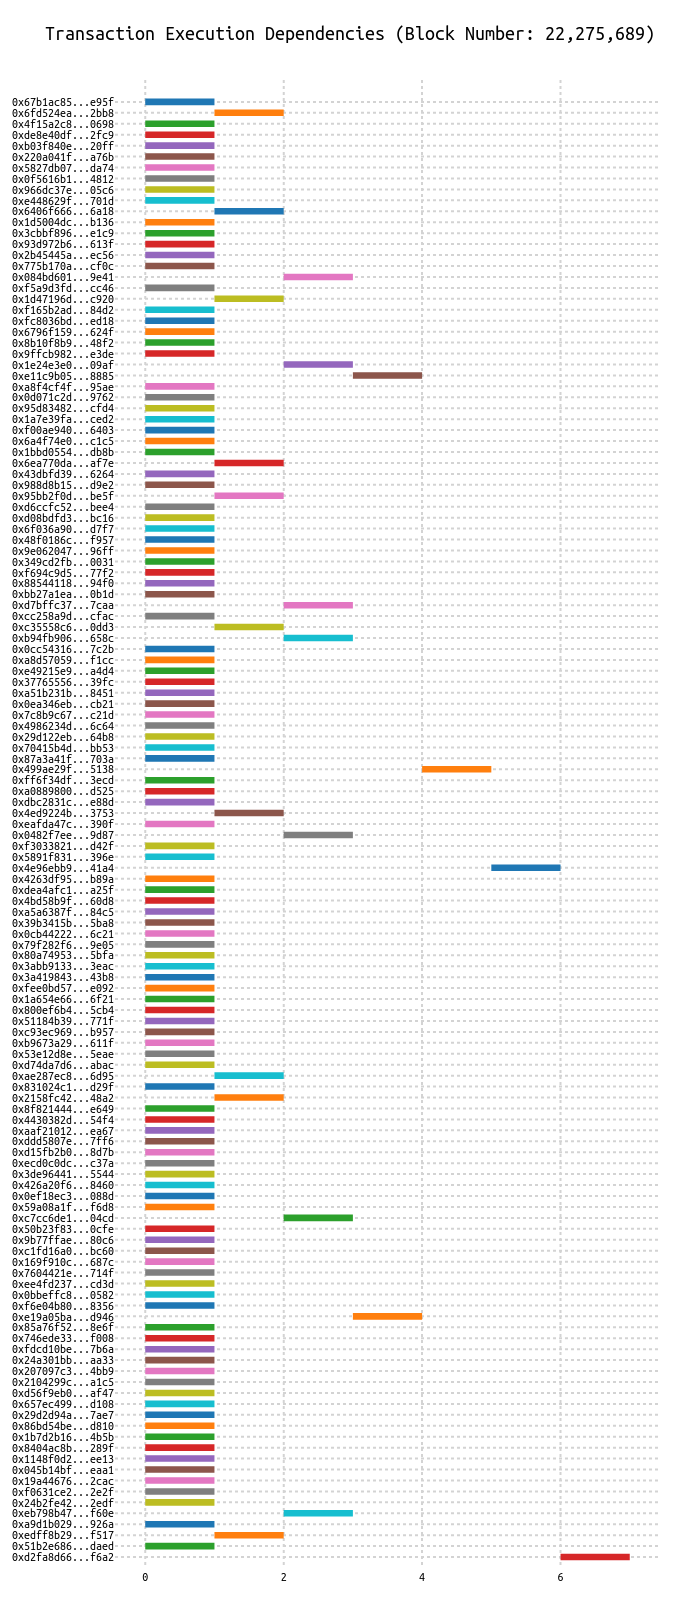 Transaction Execution Dependencies (Block Number: 22,275,689)
0x67b1ac85...e95f
0x6fd524ea...2bb8
0x4f15a2c8...0698
0xde8e40df...2fc9
0xb03f840e...20ff
0x220a041f...a76b
0x5827db07...da74
0x0f5616b1...4812
0x966dc37e...05c6
0xe448629f...701d
0x6406f666...6a18
0x1d5004dc...b136
0x3cbbf896...e1c9
0x93d972b6...613f
0x2b45445a...ec56
0x775b170a...cf0c
0x084bd601...9e41
0xf5a9d3fd...cc46
0x1d47196d...c920
0xf165b2ad...84d2
0xfc8036bd...ed18
0x6796f159...624f
0x8b10f8b9...48f2
0x9ffcb982...e3de
0x1e24e3e0...09af
0xe11c9b05...8885
0xa8f4cf4f...95ae
0x0d071c2d...9762
0x95d83482...cfd4
0x1a7e39fa...ced2
0xf00ae940...6403
0x6a4f74e0...c1c5
0x1bbd0554...db8b
0x6ea770da...af7e
0x43dbfd39...6264
0x988d8b15...d9e2
0x95bb2f0d...be5f
0xd6ccfc52...bee4
0xd08bdfd3...bc16
0x6f036a90...d7f7
0x48f0186c...f957
0x9e062047...96ff
0x349cd2fb...0031
0xf694c9d5...77f2
0x88544118...94f0
0xbb27a1ea...0b1d
0xd7bffc37...7caa
0xcc258a9d...cfac
0xc35558c6...0dd3
0xb94fb906...658c
0x0cc54316...7c2b
0xa8d57059...f1cc
0xe49215e9...a4d4
0x37765556...39fc
0xa51b231b...8451
0x0ea346eb...cb21
0x7c8b9c67...c21d
0x4986234d...6c64
0x29d122eb...64b8
0x70415b4d...bb53
0x87a3a41f...703a
0x499ae29f...5138
0xff6f34df...3ecd
0xa0889800...d525
0xdbc2831c...e88d
0x4ed9224b...3753
0xeafda47c...390f
0x0482f7ee...9d87
0xf3033821...d42f
0x5891f831...396e
0x4e96ebb9...41a4
0x4263df95...b89a
0xdea4afc1...a25f
0x4bd58b9f...60d8
0xa5a6387f...84c5
0x39b3415b...5ba8
0x0cb44222...6c21
0x79f282f6...9e05
0x80a74953...5bfa
0x3abb9133...3eac
0x3a419843...43b8
0xfee0bd57...e092
0x1a654e66...6f21
0x800ef6b4...5cb4
0x51184b39...771f
0xc93ec969...b957
0xb9673a29...611f
0x53e12d8e...5eae
0xd74da7d6...abac
0xae287ec8...6d95
0x831024c1...d29f
0x2158fc42...48a2
0x8f821444...e649
0x4430382d...54f4
0xaaf21012...ea67
0xddd5807e...7ff6
0xd15fb2b0...8d7b
0xecd0c0dc...c37a
0x3de96441...5544
0x426a20f6...8460
0x0ef18ec3...088d
0x59a08a1f...f6d8
0xc7cc6de1...04cd
0x50b23f83...0cfe
0x9b77ffae...80c6
0xc1fd16a0...bc60
0x169f910c...687c
0x7604421e...714f
0xee4fd237...cd3d
0x0bbeffc8...0582
0xf6e04b80...8356
0xe19a05ba...d946
0x85a76f52...8e6f
0x746ede33...f008
0xfdcd10be...7b6a
0x24a301bb...aa33
0x207097c3...4bb9
0x2104299c...a1c5
0xd56f9eb0...af47
0x657ec499...d108
0x29d2d94a...7ae7
0x86bd54be...d810
0x1b7d2b16...4b5b
0x8404ac8b...289f
0x1148f0d2...ee13
0x045b14bf...eaa1
0x19a44676...2cac
0xf0631ce2...2e2f
0x24b2fe42...2edf
0xeb798b47...f60e
0xa9d1b029...926a
0xedff8b29...f517
0x51b2e686...daed
0xd2fa8d66...f6a2
0 2 4 6